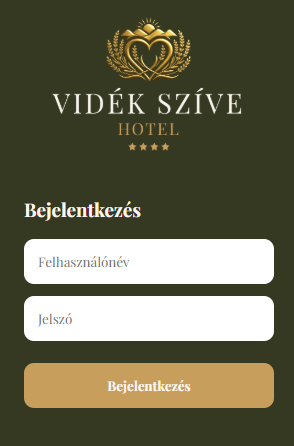 VIDÉK SZÍVE
HOTEL
Bejelentkezés
Felhasználónév
Jelszó
Bejelentkezés